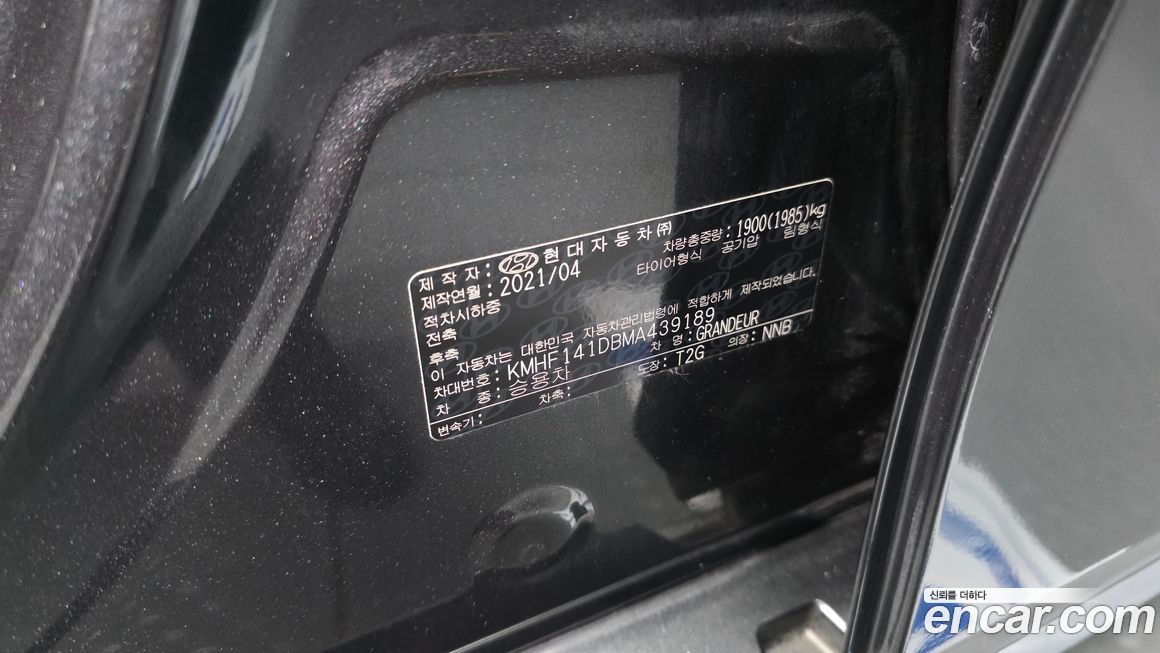 제 작 자 : 현대자동차㈜
제작연월 : 2021/04 차량총중량 : 1900(1985)kg
적차시하중 타이어형식 공기압 림형식
전축
후축
이 자동차는 대한민국 자동차관리법령에 적합하게 제작되었습니다.
차대번호 : KMHF141DBMA439189
차 종 : 승용차 차 명 : GRANDEUR
변속기 : 차축 : 도장 : T2G 의장 : NNB
신뢰를 더하다
encar.com